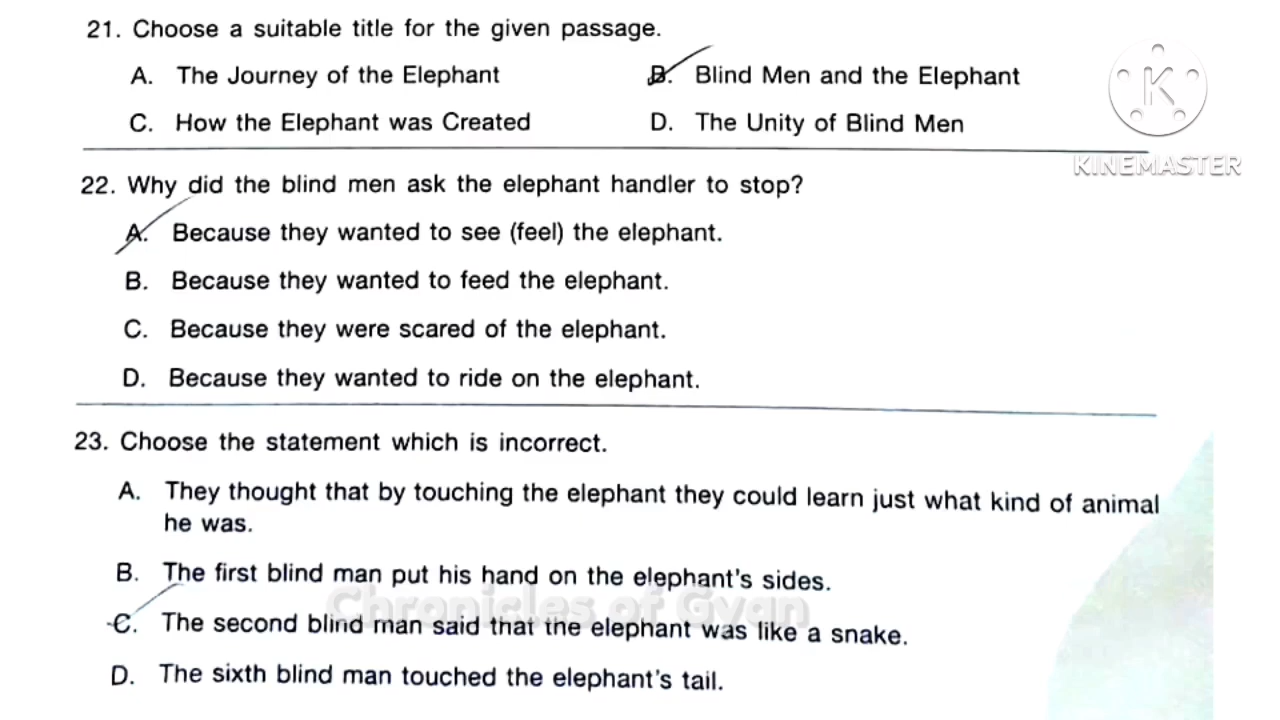 21. Choose a suitable title for the given passage.
A. The Journey of the Elephant
B. Blind Men and the Elephant
C. How the Elephant was Created
D. The Unity of Blind Men
K
KINEMASTER
22. Why did the blind men ask the elephant handler to stop?
A. Because they wanted to see (feel) the elephant.
B. Because they wanted to feed the elephant.
C. Because they were scared of the elephant.
D. Because they wanted to ride on the elephant.
23. Choose the statement which is incorrect.
A. They thought that by touching the elephant they could learn just what kind of animal
he was.
B. The first blind man put his hand on the elephant's sides.
Chronicles of Gyan
C. The second blind man said that the elephant was like a snake.
D. The sixth blind man touched the elephant's tail.